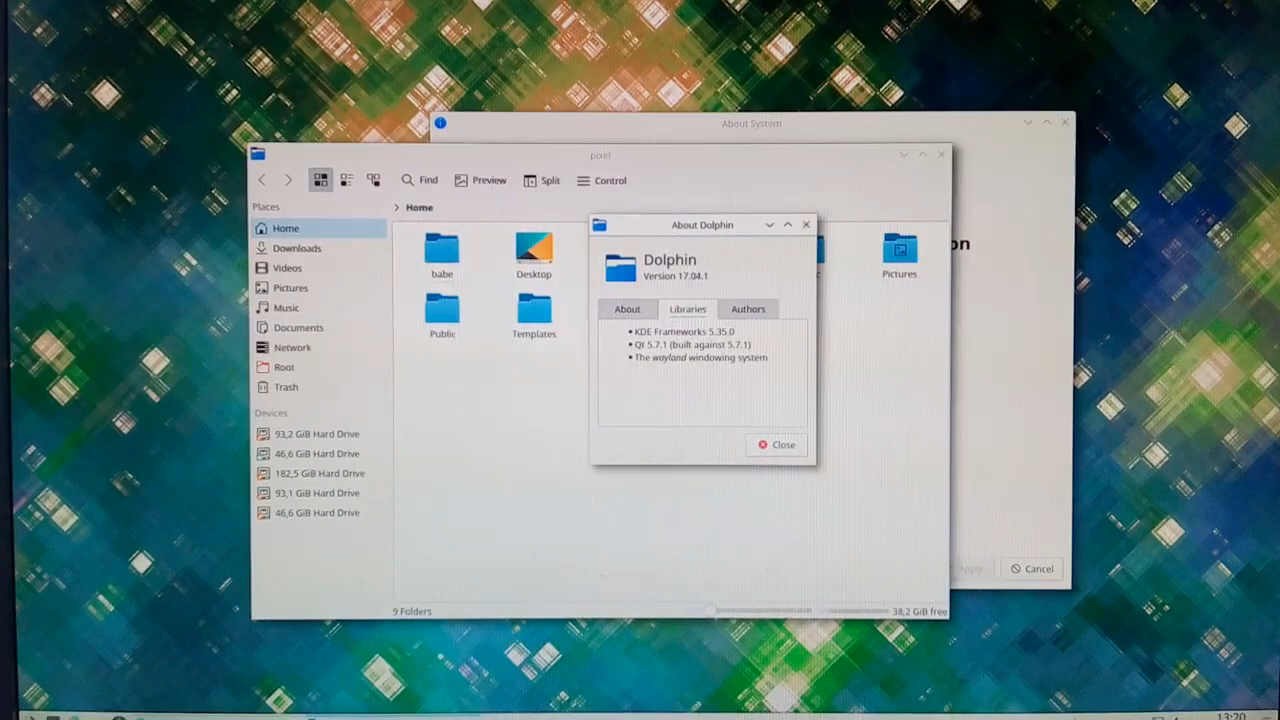 About System
pixel
Find
Preview
Split
Control
Places
Home
Home
Downloads
Videos
Pictures
Music
Documents
Network
Root
Trash
Devices
93,2 GiB Hard Drive
46,6 GiB Hard Drive
182,5 GiB Hard Drive
93,1 GiB Hard Drive
46,6 GiB Hard Drive
babe
Desktop
Pictures
Public
Templates
on
About Dolphin
Dolphin
Version 17.04.1
About
Libraries
Authors
• KDE Frameworks 5.35.0
• Qt 5.7.1 (built against 5.7.1)
• The wayland windowing system
Close
Apply
Cancel
9 Folders
38,2 GiB free
13:20